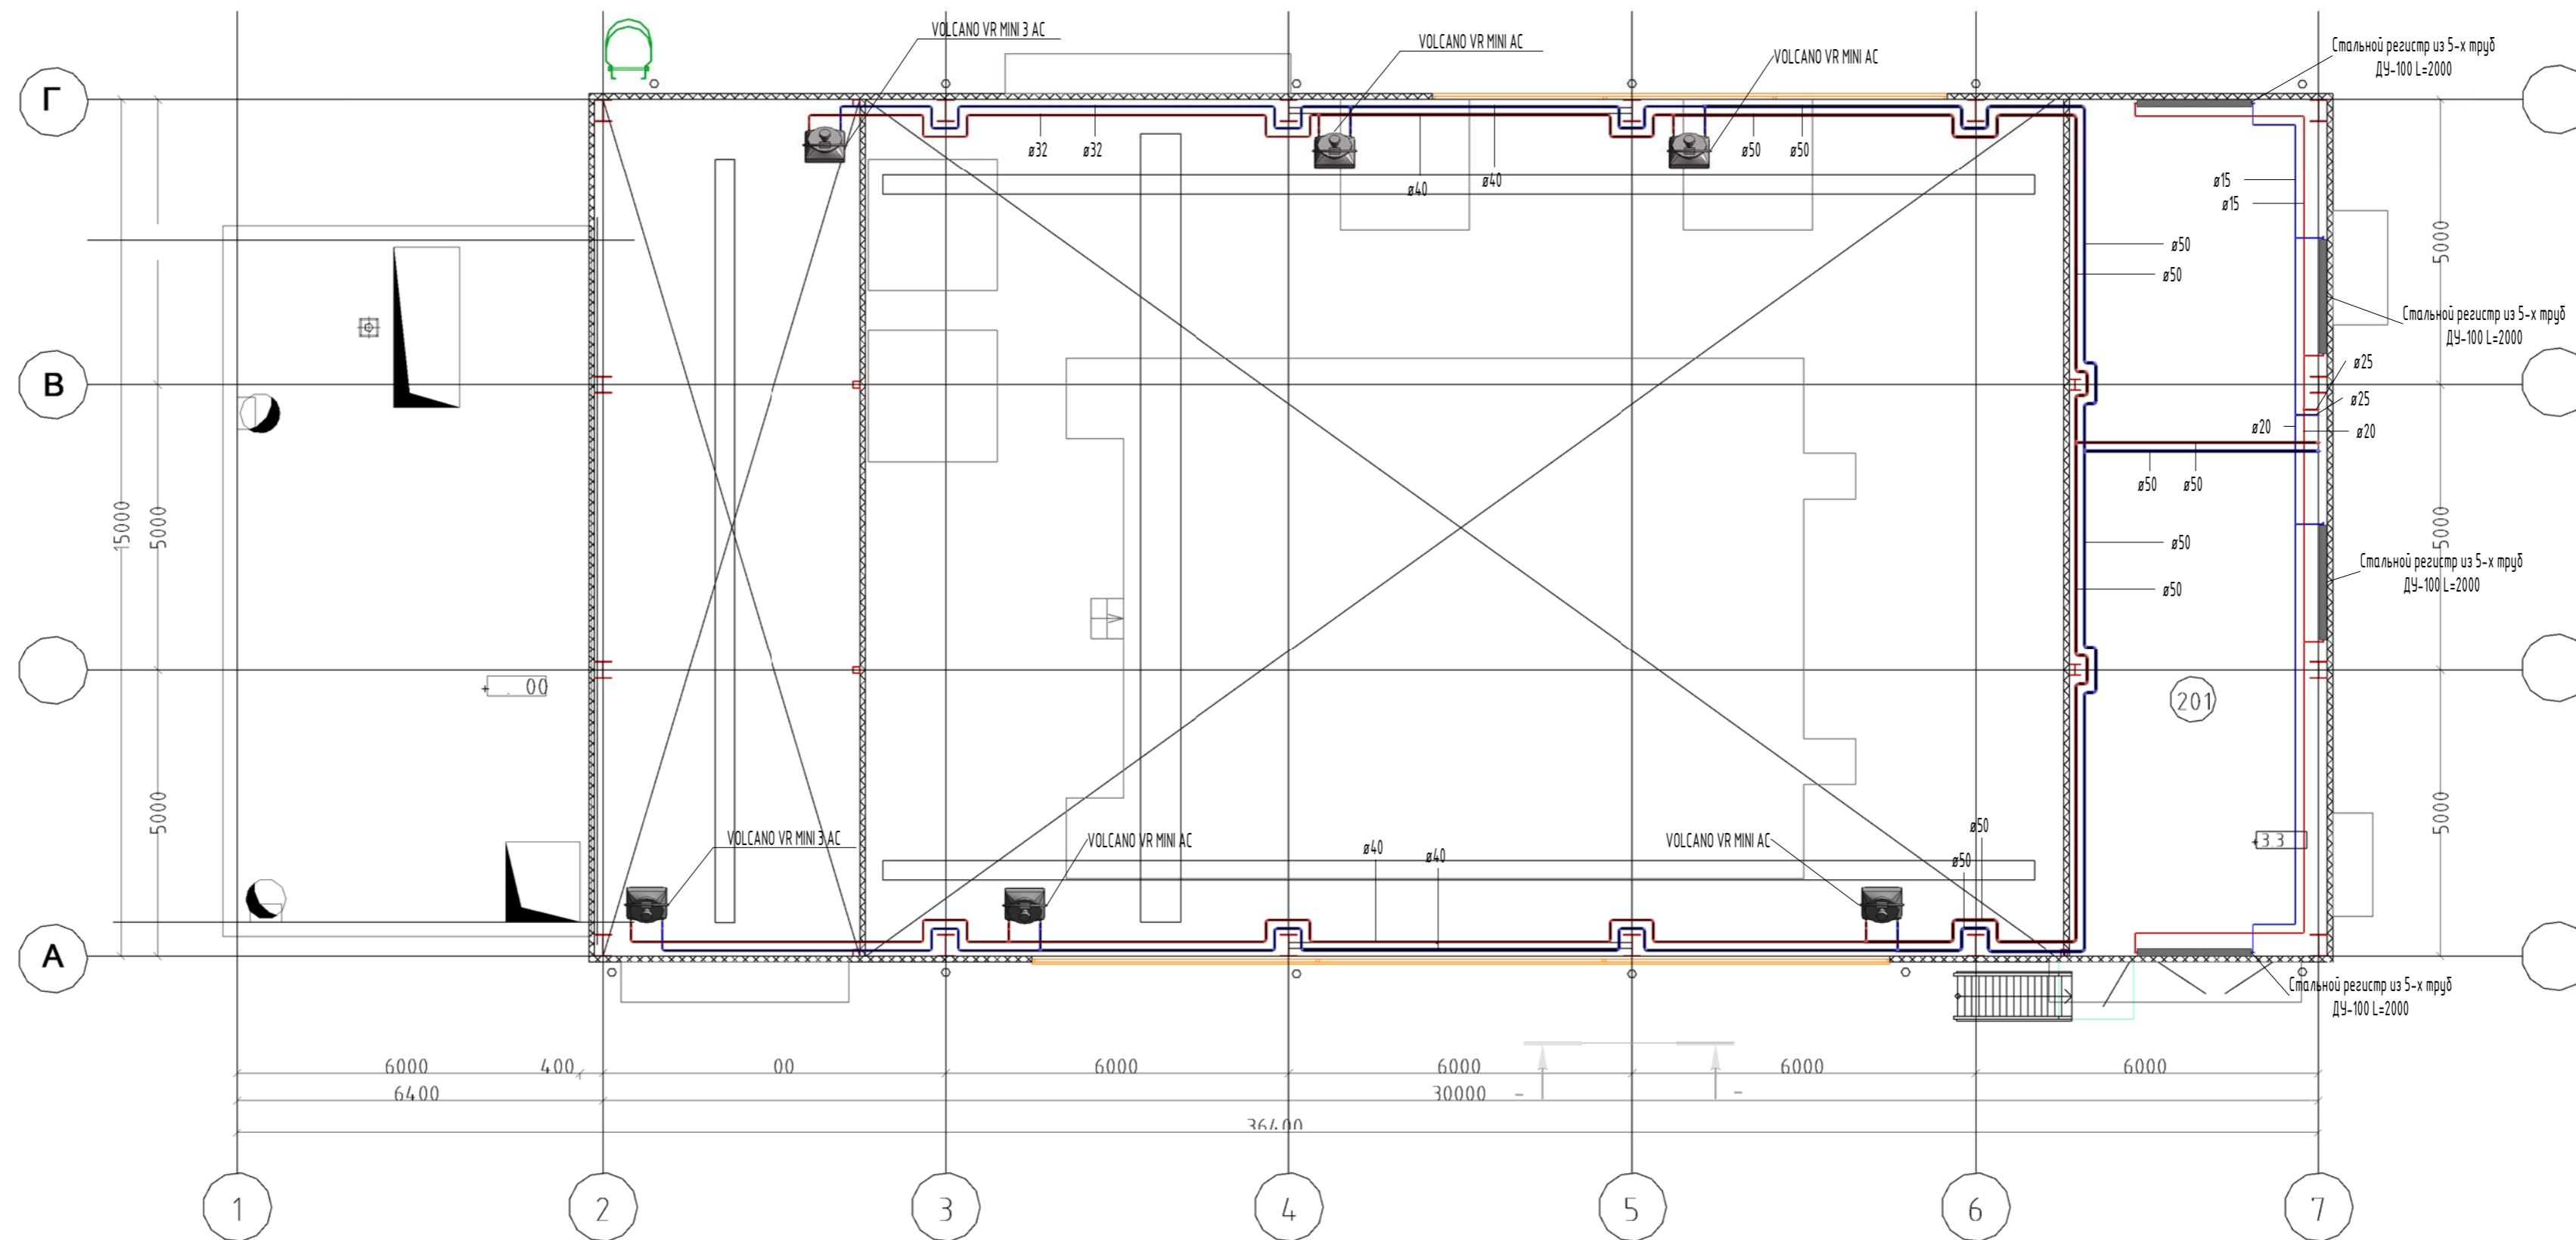 VOLCANO VR MINI 3 AC
VOLCANO VR MINI AC
VOLCANO VR MINI AC
Стальной регистр из 5-х труб
ДУ-100 L=2000
Г
ø32
ø32
ø40
ø40
ø50
ø50
ø15
ø15
ø50
ø50
5000
Стальной регистр из 5-х труб
ДУ-100 L=2000
В
ø25
ø25
ø20
ø20
ø50
ø50
15000
5000
5000
ø50
ø50
Стальной регистр из 5-х труб
ДУ-100 L=2000
+ . 00
201
5000
5000
+3.3
VOLCANO VR MINI 3 AC
VOLCANO VR MINI AC
ø40
ø40
VOLCANO VR MINI AC
ø50
ø50
А
Стальной регистр из 5-х труб
ДУ-100 L=2000
6000
400
00
6000
6000
6000
6000
6400
30000
36400
1
2
3
4
5
6
7